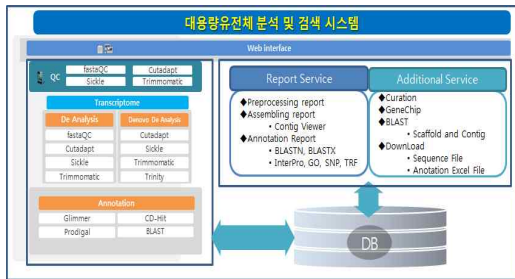 대용량유전체 분석 및 검색 시스템
Web interface
QC
fastaQC
Cutadapt
Sickle
Trimmomatic
Transcriptome
De Analysis
Denovo De Analysis
fastQC
Cutadapt
Cutadapt
Sickle
Sickle
Trimmomatic
Trimmomatic
Trinity
Annotation
Glimmer
CD-Hit
Prodigal
BLAST
Report Service
◆Preprocessing report
◆Assembling report
• Contig Viewer
◆Annotation Report
• BLASTN, BLASTX
• InterPro, GO, SNP, TRF
Additional Service
◆Curation
◆GeneChip
◆BLAST
• Scaffold and Contig
◆DownLoad
• Sequence File
• Anotation Excel File
DB